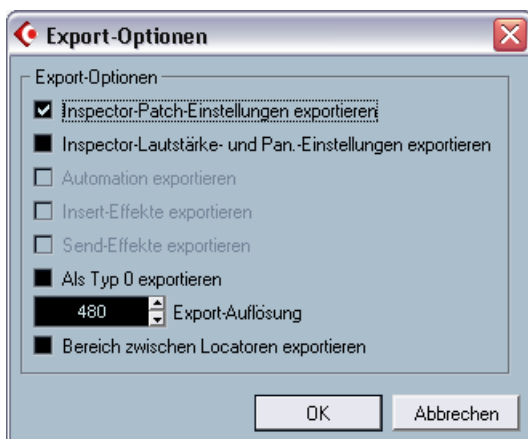 Export-Optionen
Export-Optionen
Inspector-Patch-Einstellungen exportieren
Inspector-Lautstärke- und Pan.-Einstellungen exportieren
Automation exportieren
Insert-Effekte exportieren
Send-Effekte exportieren
Als Typ 0 exportieren
480 Export-Auflösung
Bereich zwischen Locatoren exportieren
OK Abbrechen